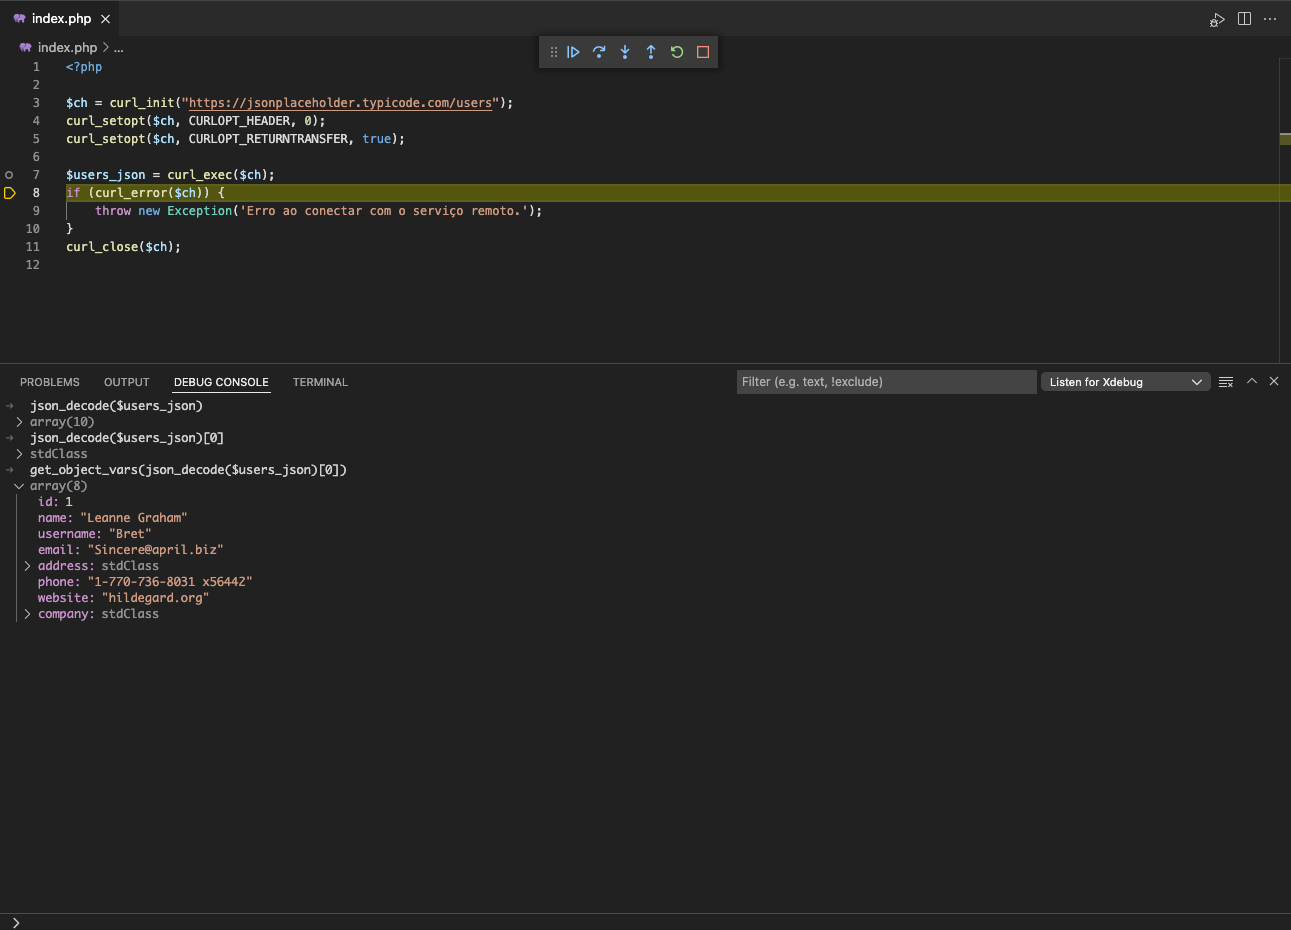 index.php
index.php > ...
1 <?php
2
3 $ch = curl_init("https://jsonplaceholder.typicode.com/users");
4 curl_setopt($ch, CURLOPT_HEADER, 0);
5 curl_setopt($ch, CURLOPT_RETURNTRANSFER, true);
6
7 $users_json = curl_exec($ch);
8 if (curl_error($ch)) {
9     throw new Exception('Erro ao conectar com o serviço remoto.');
10 }
11 curl_close($ch);
12
PROBLEMS OUTPUT DEBUG CONSOLE TERMINAL Filter (e.g. text, !exclude) Listen for Xdebug
json_decode($users_json)
array(10)
json_decode($users_json)[0]
stdClass
get_object_vars(json_decode($users_json)[0])
array(8)
id: 1
name: "Leanne Graham"
username: "Bret"
email: "Sincere@april.biz"
address: stdClass
phone: "1-770-736-8031 x56442"
website: "hildegard.org"
company: stdClass